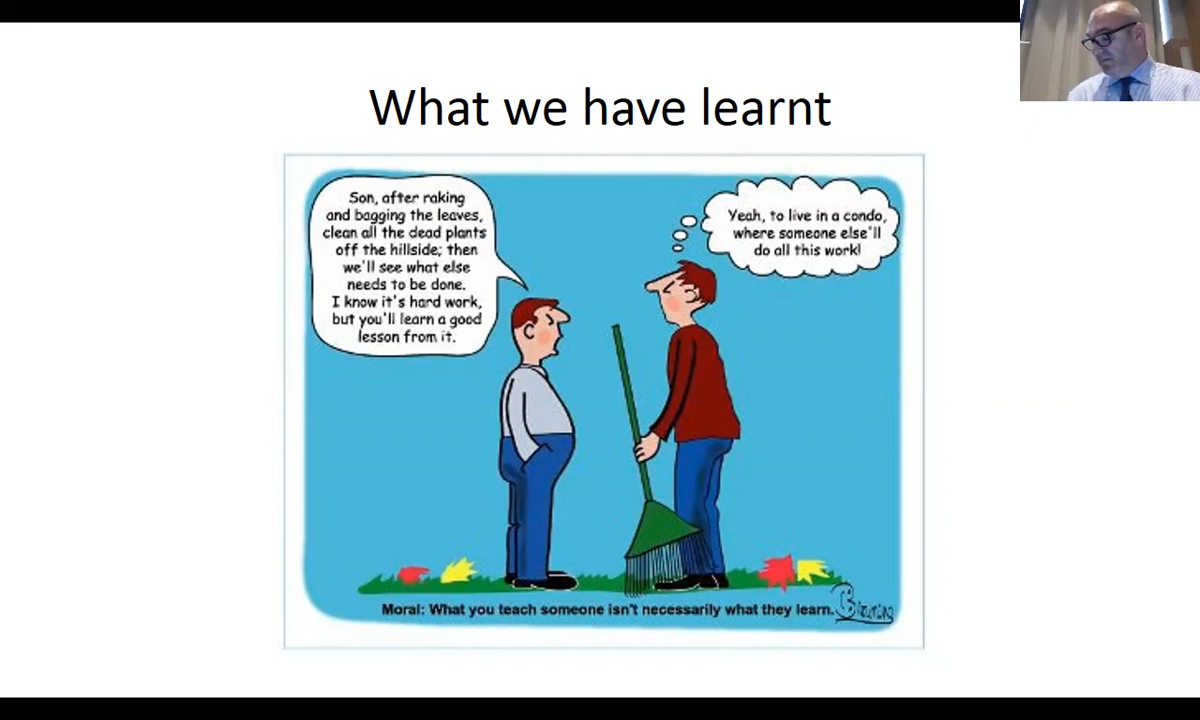 What we have learnt
Son, after raking
and bagging the leaves,
clean all the dead plants
off the hillside; then
we'll see what else
needs to be done.
I know it's hard work,
but you'll learn a good
lesson from it.
Yeah, to live in a condo,
where someone else'll
do all this work!
Moral: What you teach someone isn't necessarily what they learn.